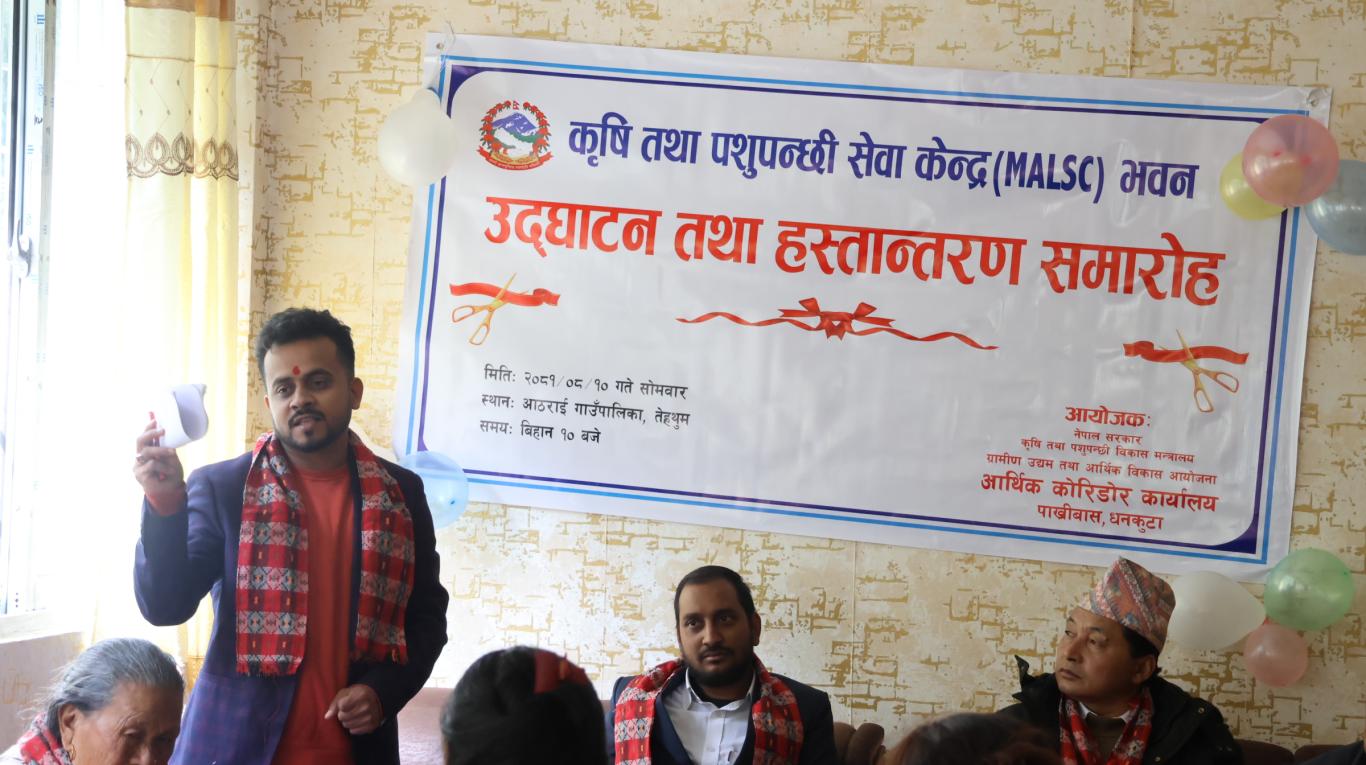 कृषि तथा पशुपन्छी सेवा केन्द्र(MALSC) भवन
उद्घाटन तथा हस्तान्तरण समारोह
मितिः २०८१/०८/१० गते सोमवार
स्थानः आठराई गाउँपालिका, तेह्रथुम
समयः बिहान १० बजे
आयोजकः
नेपाल सरकार
कृषि तथा पशुपन्छी विकास मन्त्रालय
ग्रामीण उद्यम तथा आर्थिक विकास आयोजना
आर्थिक कोरिडोर कार्यालय
पाख्रीबास, धनकुटा